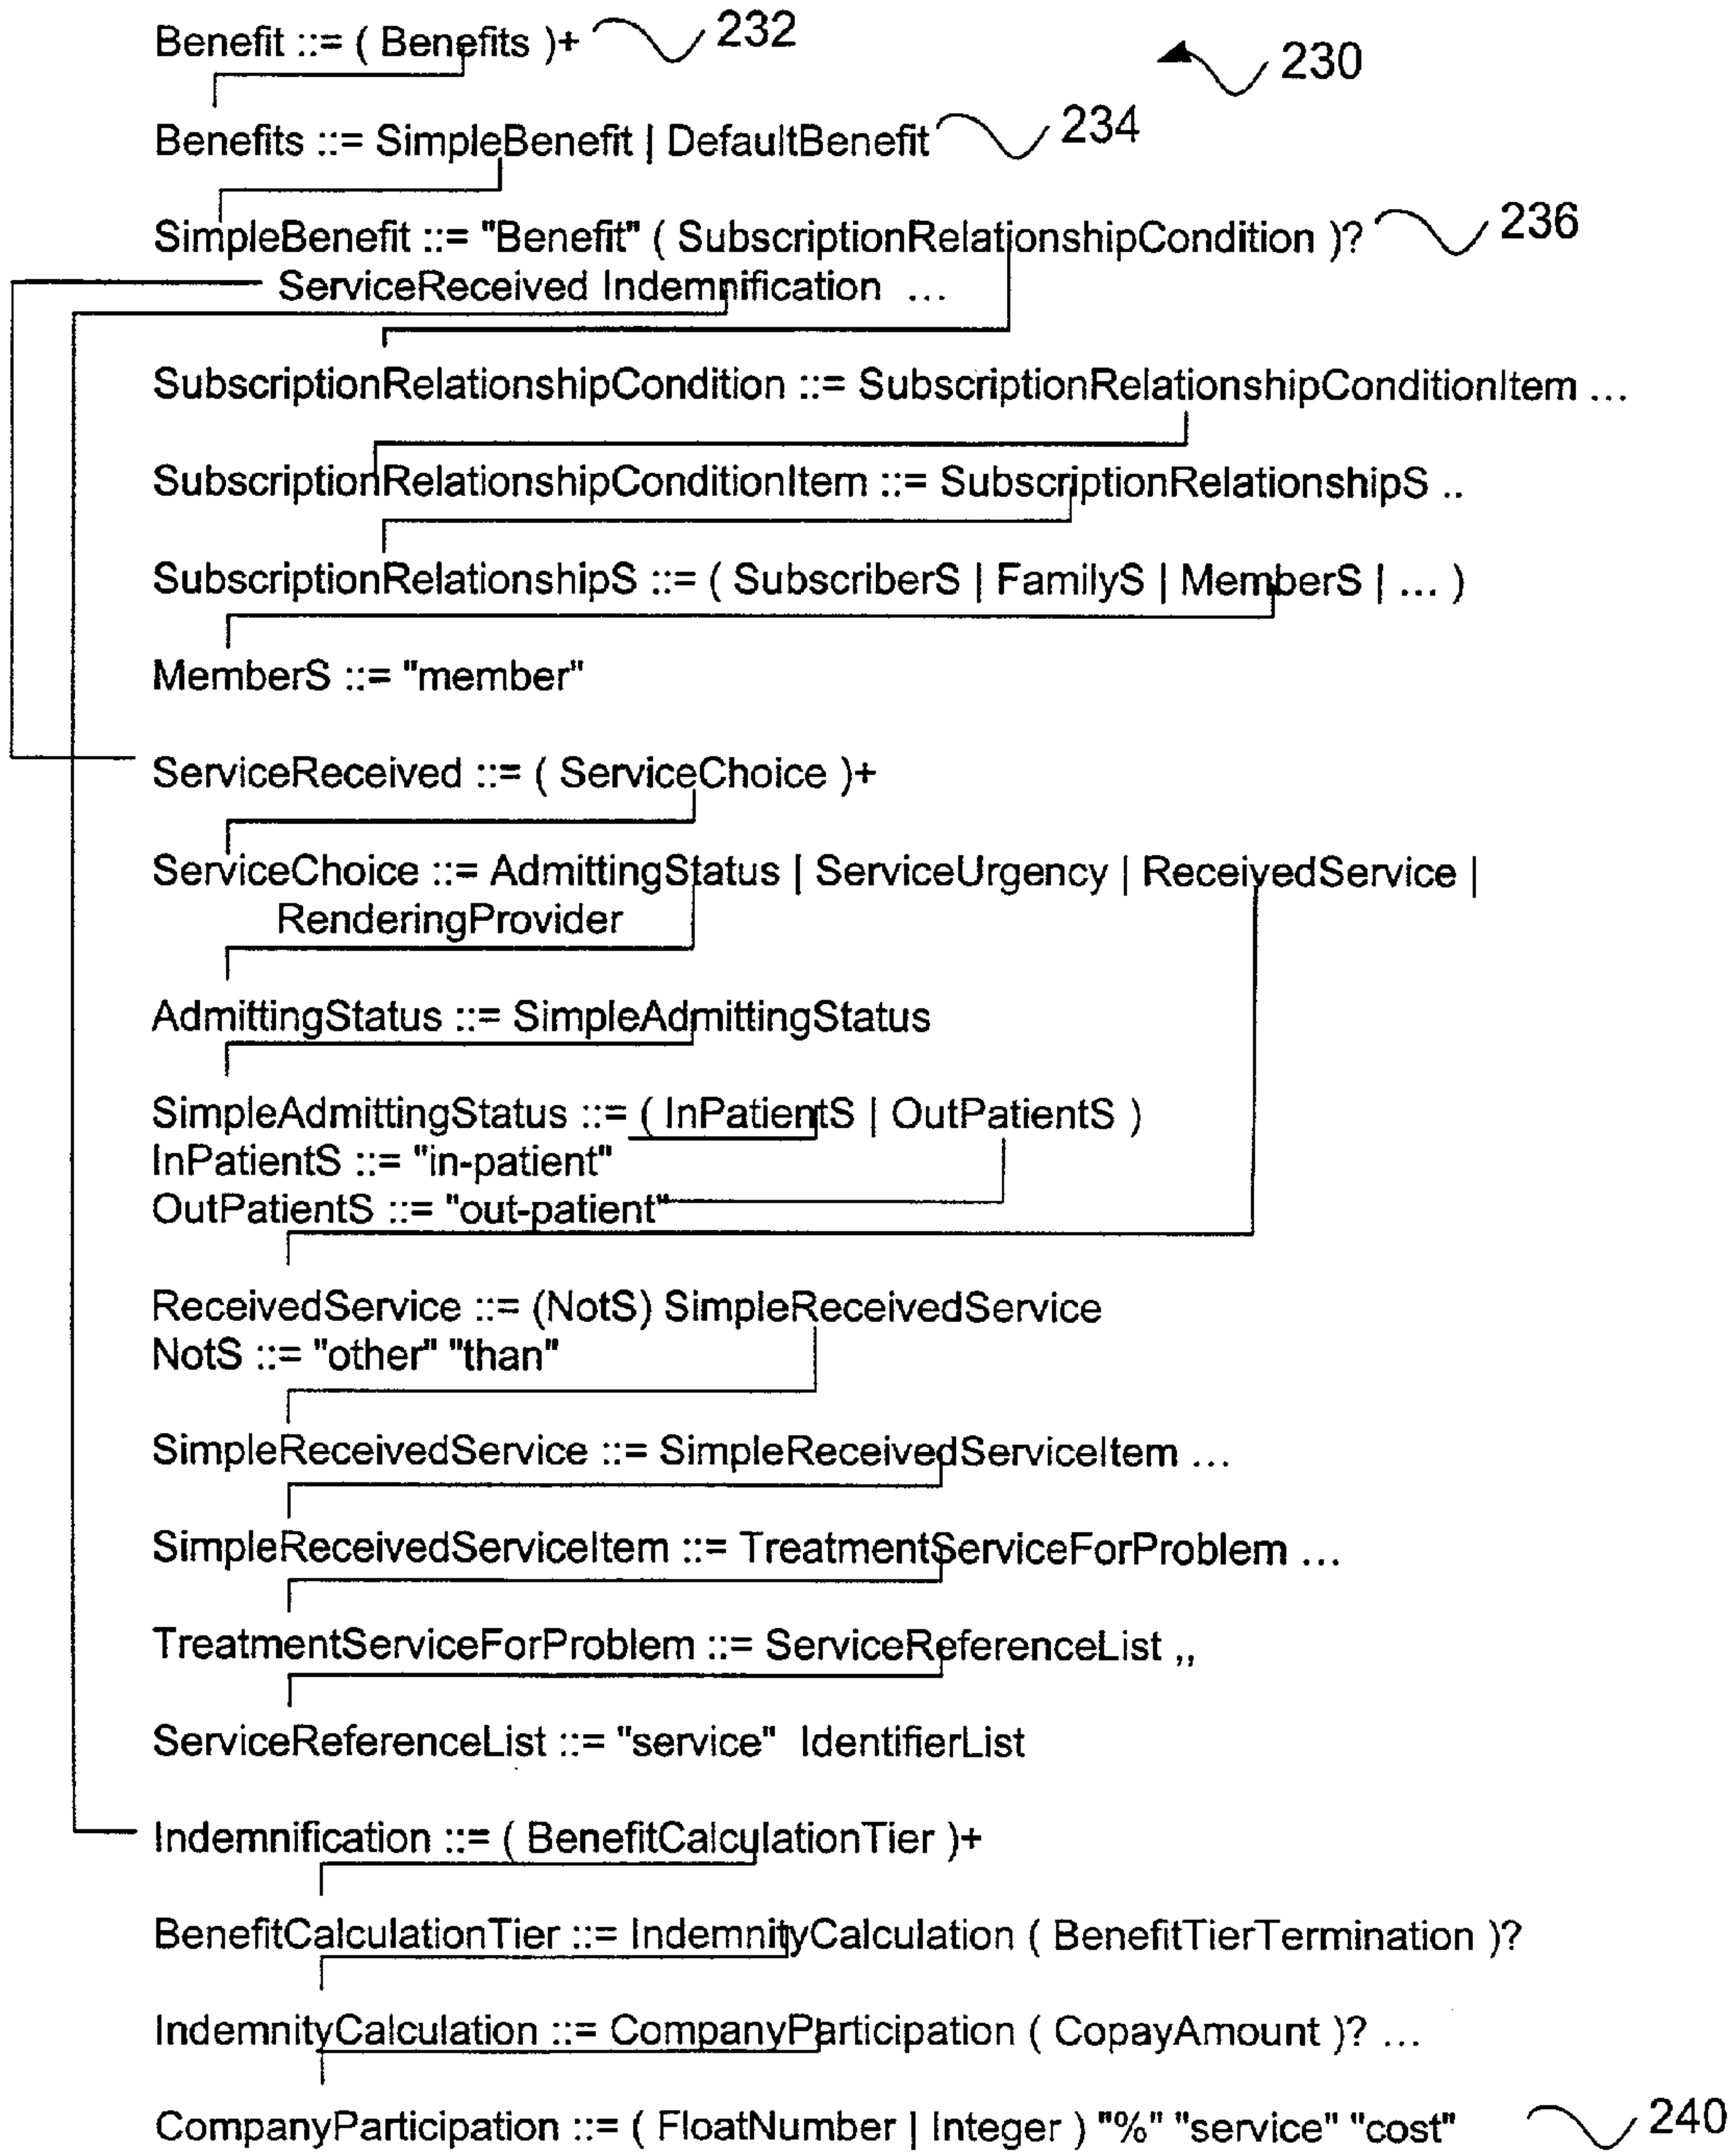 Benefit ::= ( Benefits )+ 232
230
Benefits ::= SimpleBenefit | DefaultBenefit 234
SimpleBenefit ::= "Benefit" ( SubscriptionRelationshipCondition )? 236
ServiceReceived Indemnification ...
SubscriptionRelationshipCondition ::= SubscriptionRelationshipConditionItem ...
SubscriptionRelationshipConditionItem ::= SubscriptionRelationshipS ..
SubscriptionRelationshipS ::= ( SubscriberS | FamilyS | MemberS | ... )
MemberS ::= "member"
ServiceReceived ::= ( ServiceChoice )+
ServiceChoice ::= AdmittingStatus | ServiceUrgency | ReceivedService |
RenderingProvider
AdmittingStatus ::= SimpleAdmittingStatus
SimpleAdmittingStatus ::= ( InPatientS | OutPatientS )
InPatientS ::= "in-patient"
OutPatientS ::= "out-patient"
ReceivedService ::= (NotS) SimpleReceivedService
NotS ::= "other" "than"
SimpleReceivedService ::= SimpleReceivedServiceItem ...
SimpleReceivedServiceItem ::= TreatmentServiceForProblem ...
TreatmentServiceForProblem ::= ServiceReferenceList ,,
ServiceReferenceList ::= "service" IdentifierList
Indemnification ::= ( BenefitCalculationTier )+
BenefitCalculationTier ::= IndemnityCalculation ( BenefitTierTermination )?
IndemnityCalculation ::= CompanyParticipation ( CopayAmount )? ...
CompanyParticipation ::= ( FloatNumber | Integer ) "%" "service" "cost" 240